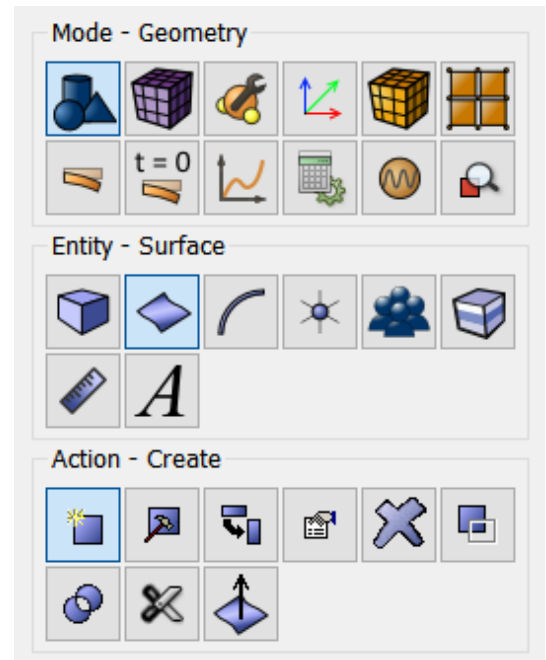 Mode - Geometry
t = 0
Entity - Surface
A
Action - Create